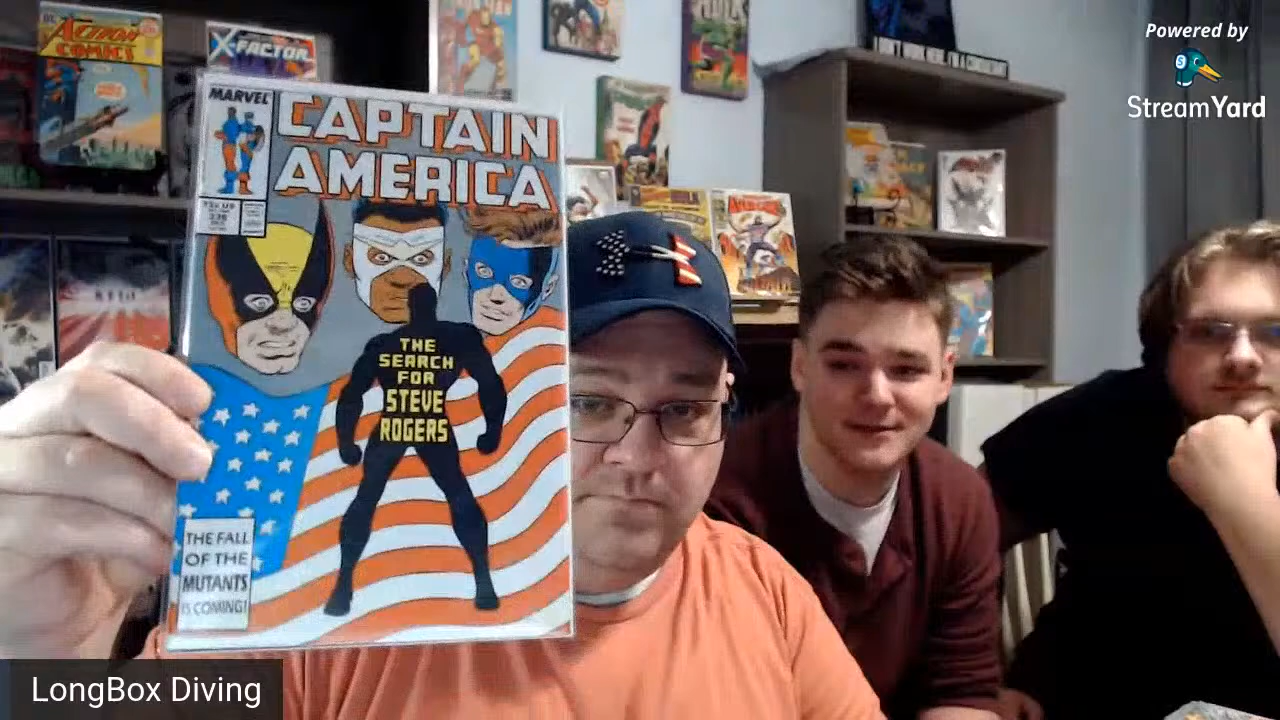 Powered by
StreamYard
ACTION
COMICS
X-FACTOR
MARVEL
CAPTAIN
AMERICA
THE
SEARCH
FOR
STEVE
ROGERS
THE FALL
OF THE
MUTANTS
IS COMING!
LongBox Diving